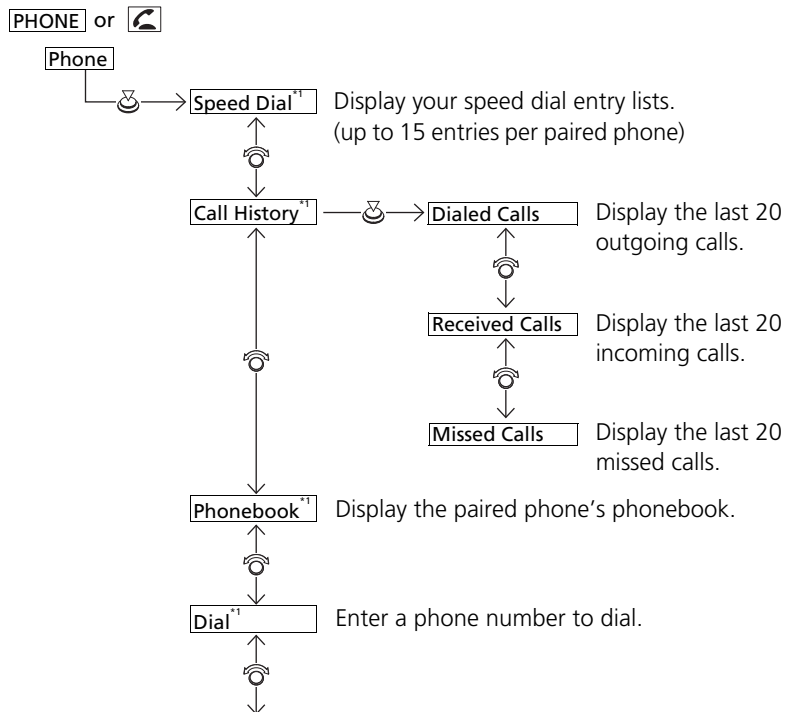 PHONE or
Phone
Speed Dial*1 Display your speed dial entry lists.
(up to 15 entries per paired phone)
Call History*1 Dialed Calls Display the last 20
outgoing calls.
Received Calls Display the last 20
incoming calls.
Missed Calls Display the last 20
missed calls.
Phonebook*1 Display the paired phone's phonebook.
Dial*1 Enter a phone number to dial.